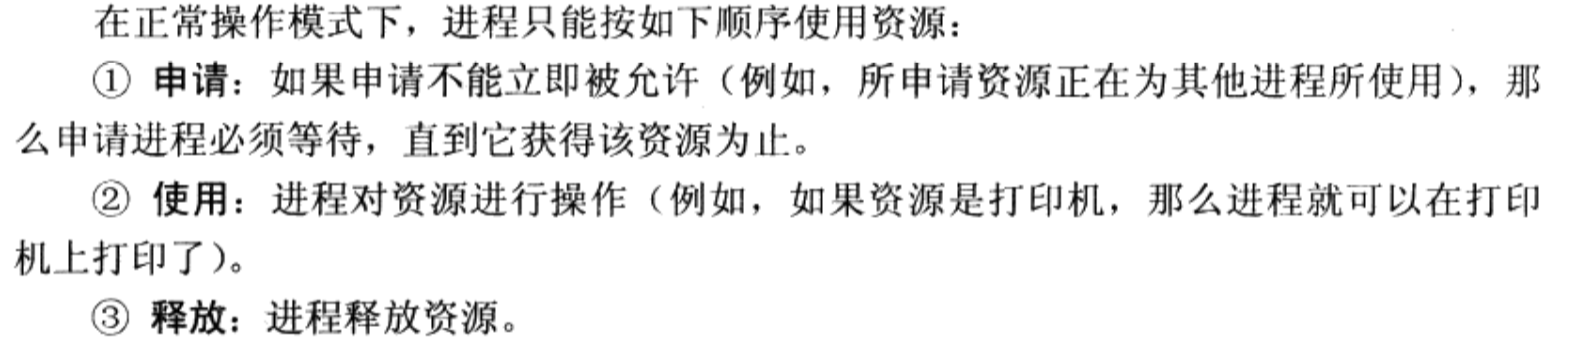 在正常操作模式下，进程只能按如下顺序使用资源：
① 申请：如果申请不能立即被允许（例如，所申请资源正在为其他进程所使用），那
么申请进程必须等待，直到它获得该资源为止。
② 使用：进程对资源进行操作（例如，如果资源是打印机，那么进程就可以在打印
机上打印了）。
③ 释放：进程释放资源。